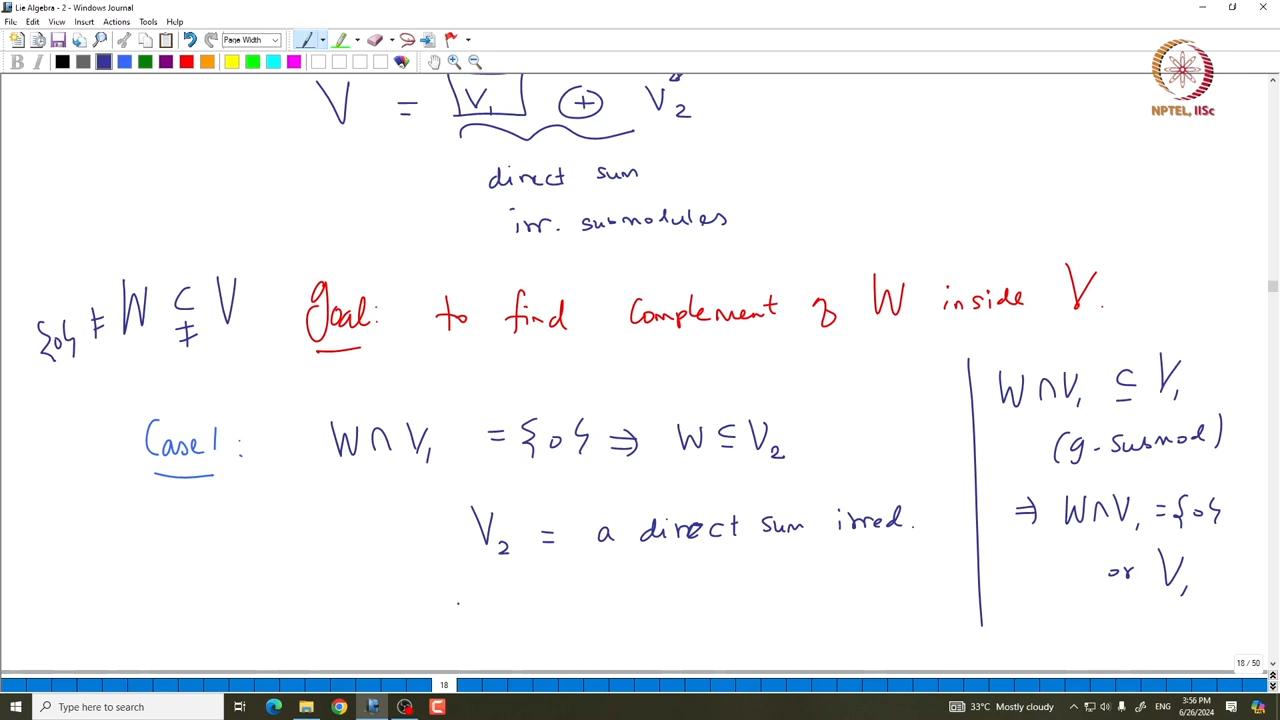 Lie Algebra - 2 - Windows Journal
File Edit View Insert Actions Tools Help
Page Width
B I
NPTEL, IISc
V = V₁ ⊕ V₂
direct sum
irr. submodules
{0} ≠ W ⊊ V Goal: to find complement of W inside V.
Case 1: W ∩ V₁ = {0} ⇒ W ⊆ V₂
V₂ = a direct sum irred.
W ∩ V₁ ⊆ V₁
(g-submod)
⇒ W ∩ V₁ = {0}
or V₁
18 / 50
18
Type here to search
33°C Mostly cloudy
ENG
3:56 PM
6/26/2024